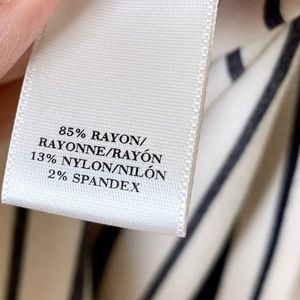 85% RAYON/
RAYONNE/RAYÓN
13% NYLON/NILÓN
2% SPANDEX